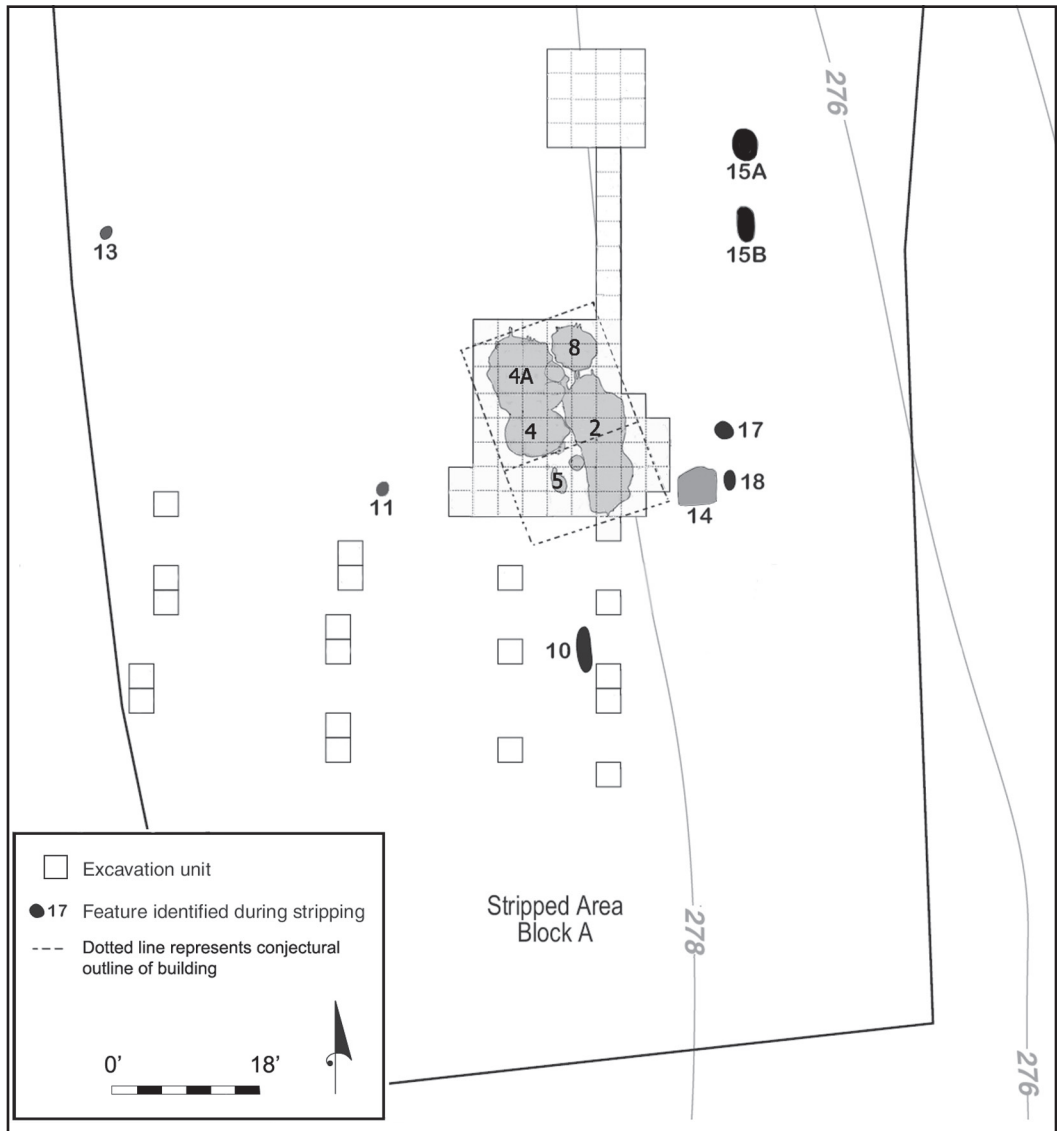 276
15A
15B
13
8
4A
4
2
17
5
18
11
14
10
Stripped Area
Block A
278
276
Excavation unit
17 Feature identified during stripping
Dotted line represents conjectural
outline of building
0' 18'